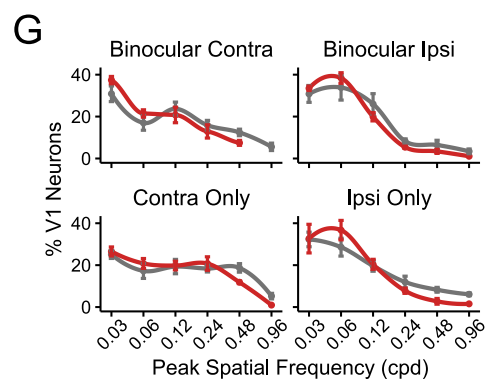 G
Binocular Contra
Binocular Ipsi
40
20
0
% V1 Neurons
Contra Only
Ipsi Only
40
20
0
0.03 0.06 0.12 0.24 0.48 0.96
0.03 0.06 0.12 0.24 0.48 0.96
Peak Spatial Frequency (cpd)